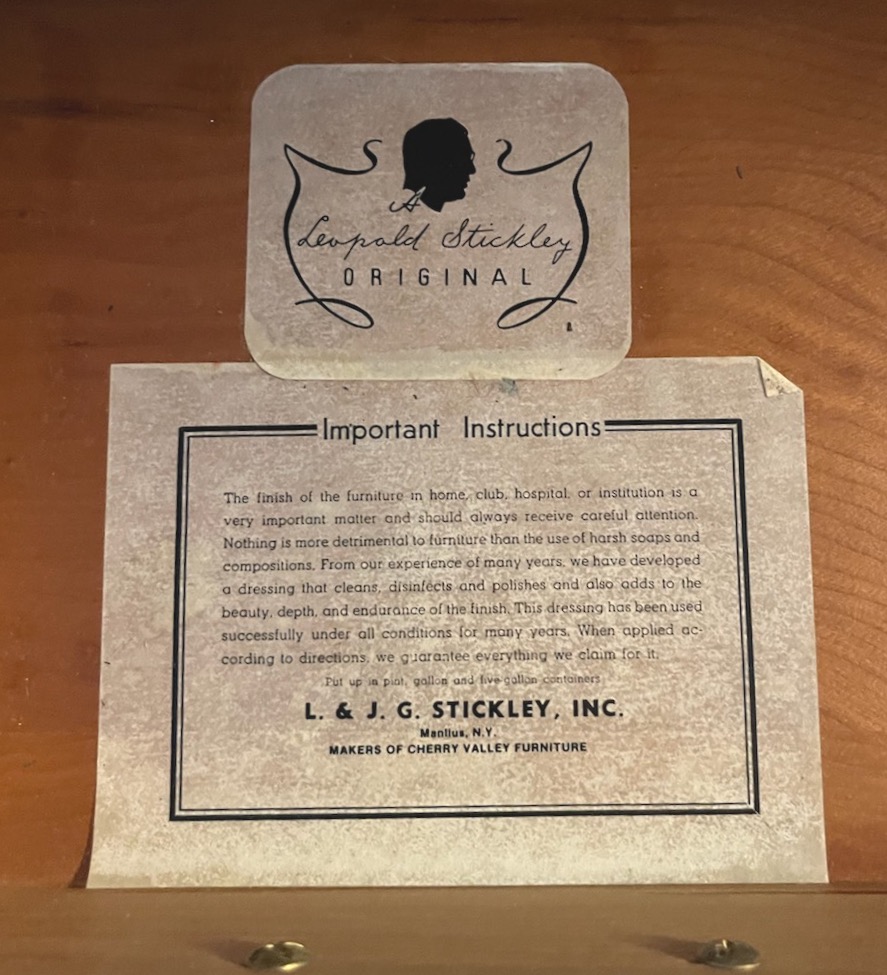 A
Leopold Stickley
ORIGINAL
Important Instructions
The finish of the furniture in home, club, hospital, or institution is a
very important matter and should always receive careful attention.
Nothing is more detrimental to furniture than the use of harsh soaps and
compositions. From our experience of many years, we have developed
a dressing that cleans, disinfects and polishes and also adds to the
beauty, depth, and endurance of the finish. This dressing has been used
successfully under all conditions for many years. When applied ac-
cording to directions, we guarantee everything we claim for it.
Put up in pint, gallon and five gallon containers
L. & J. G. STICKLEY, INC.
Manlius, N.Y.
MAKERS OF CHERRY VALLEY FURNITURE